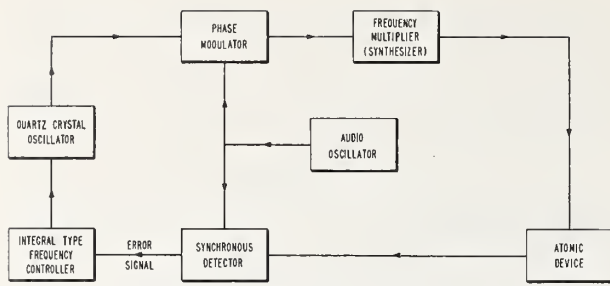 PHASE
MODULATOR
FREQUENCY
MULTIPLIER
(SYNTHESIZER)
QUARTZ CRYSTAL
OSCILLATOR
AUDIO
OSCILLATOR
INTEGRAL TYPE
FREQUENCY
CONTROLLER
ERROR
SIGNAL
SYNCHRONOUS
DETECTOR
ATOMIC
DEVICE